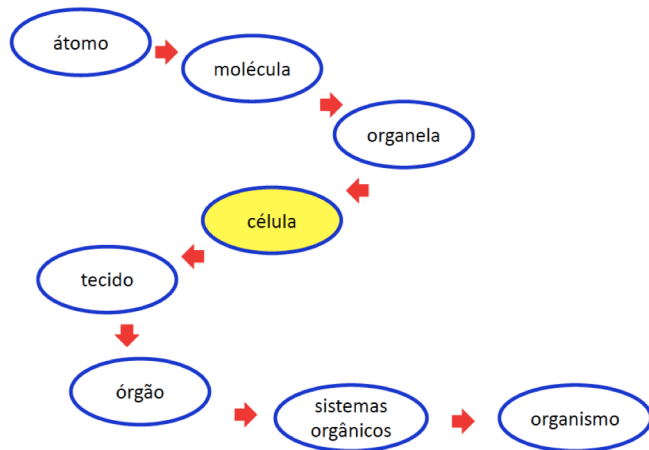 átomo
molécula
organela
célula
tecido
órgão
sistemas
orgânicos
organismo